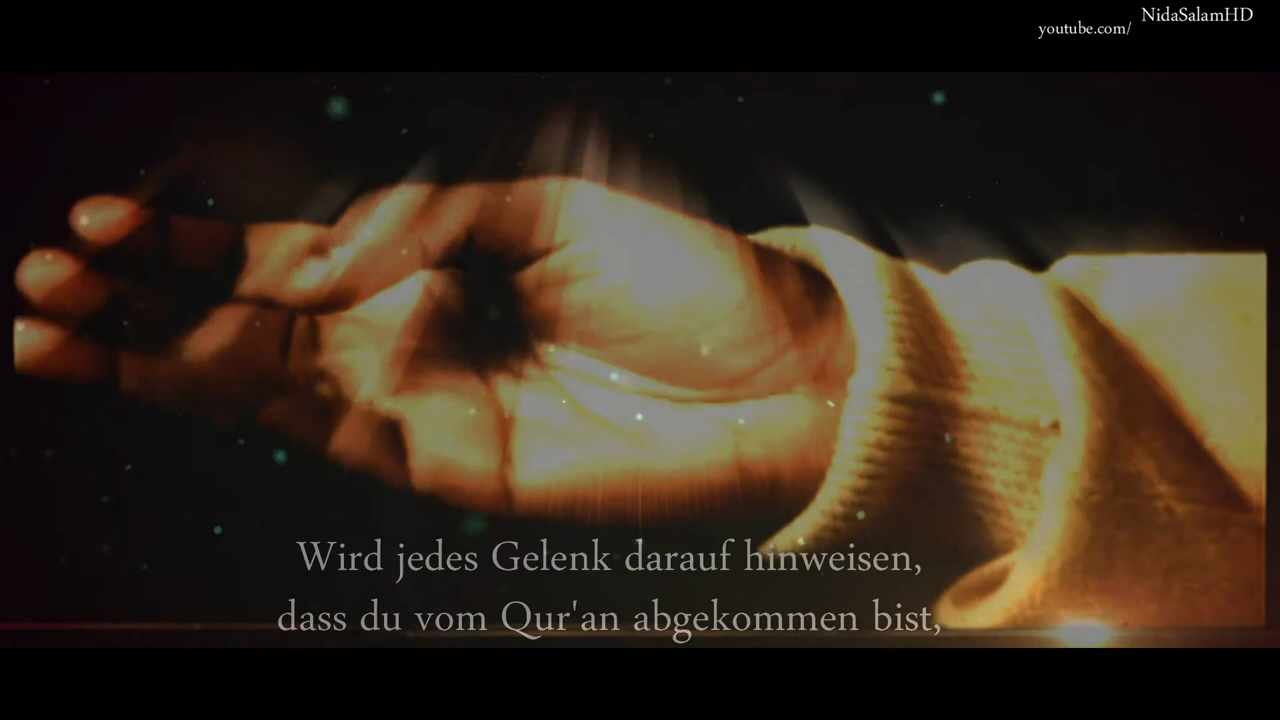 youtube.com/ NidaSalamHD
Wird jedes Gelenk darauf hinweisen,
dass du vom Qur'an abgekommen bist,